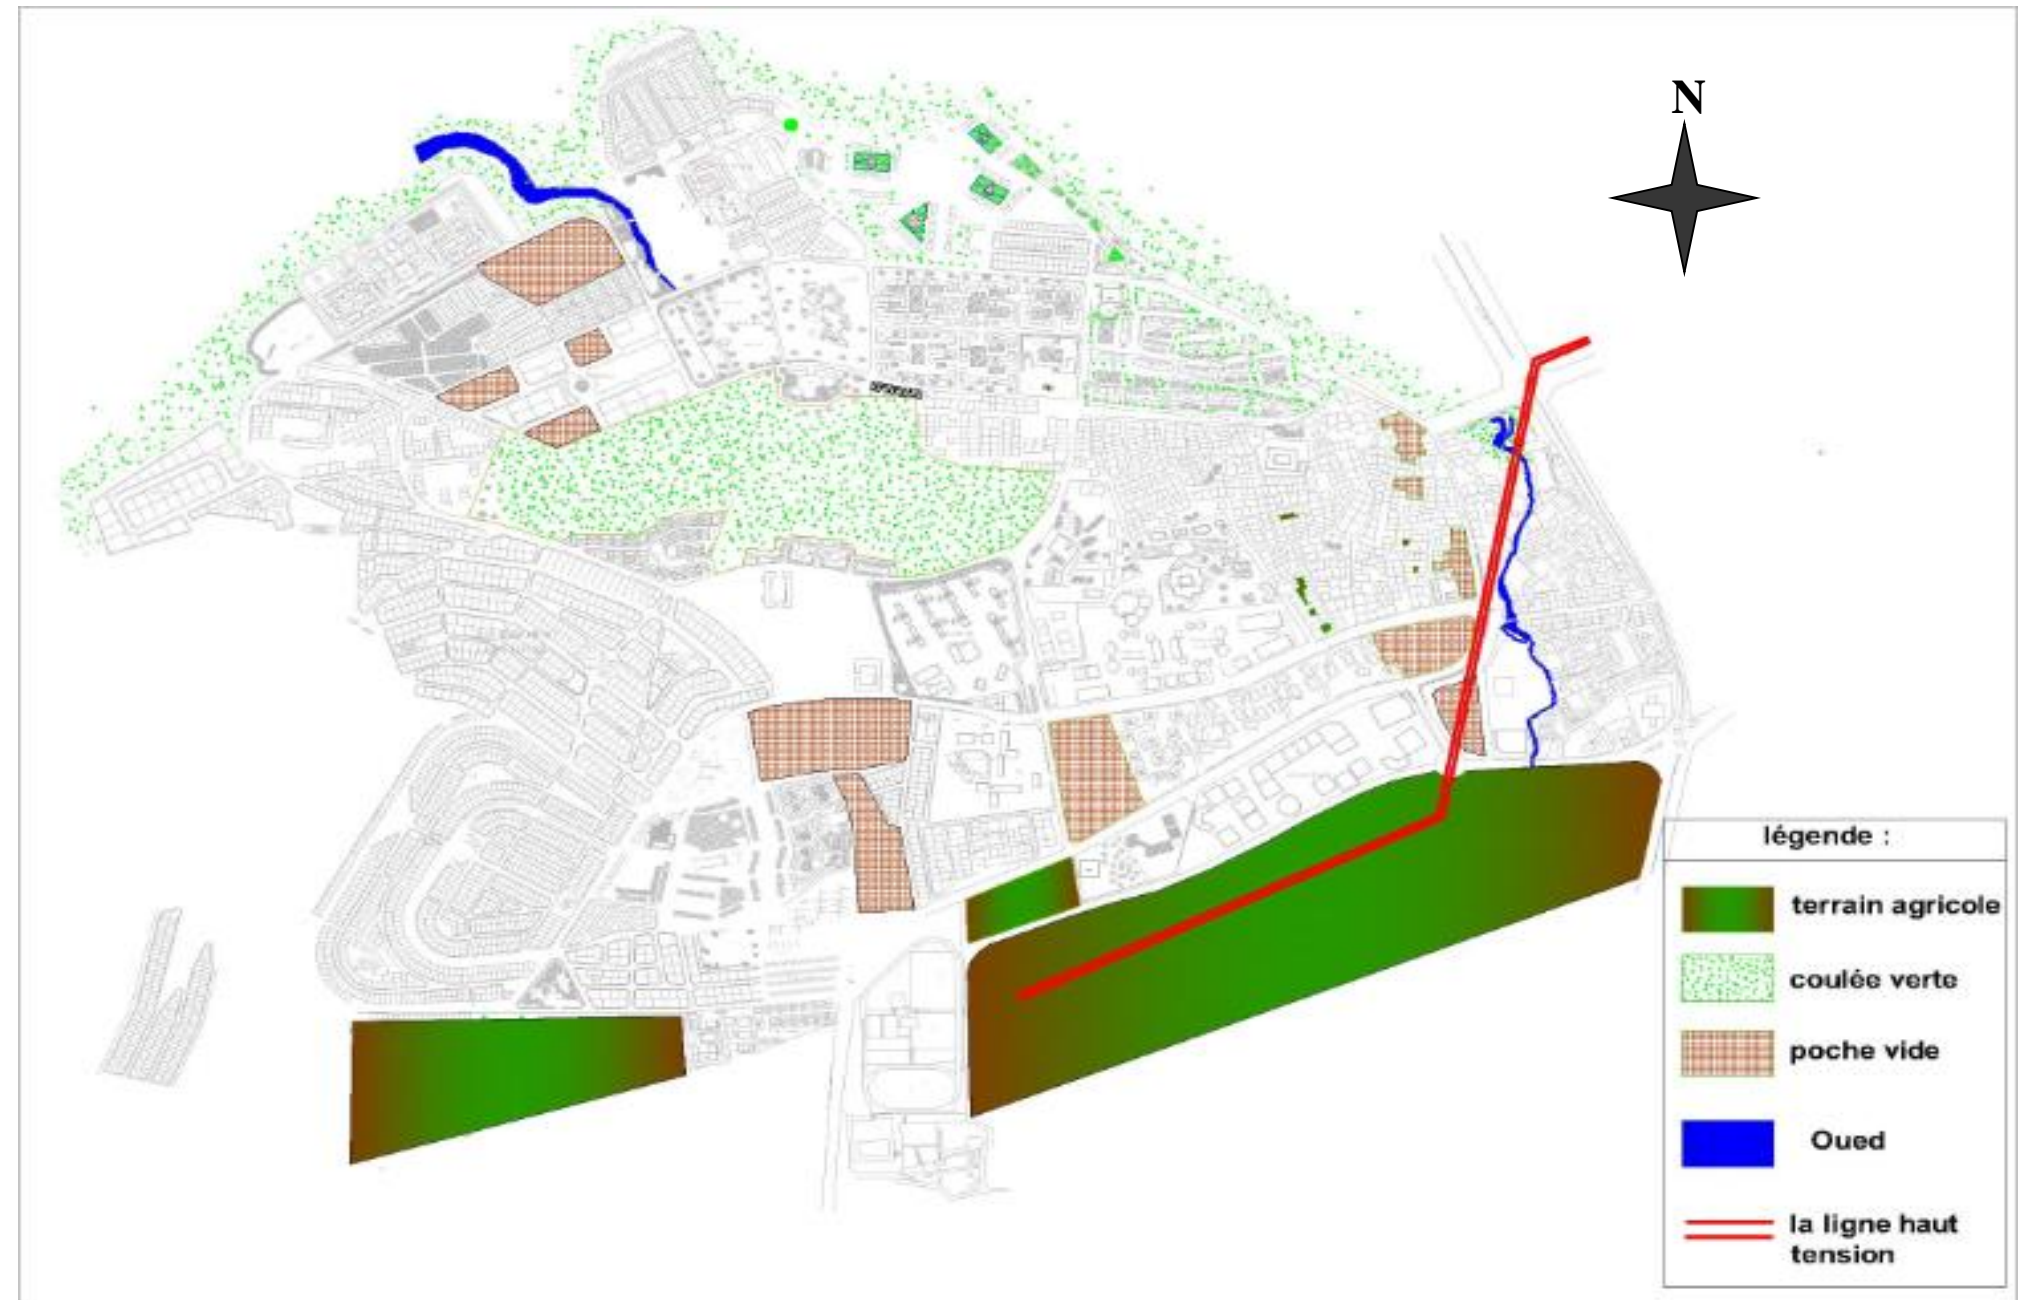 N
légende :
terrain agricole
coulée verte
poche vide
Oued
la ligne haut
tension